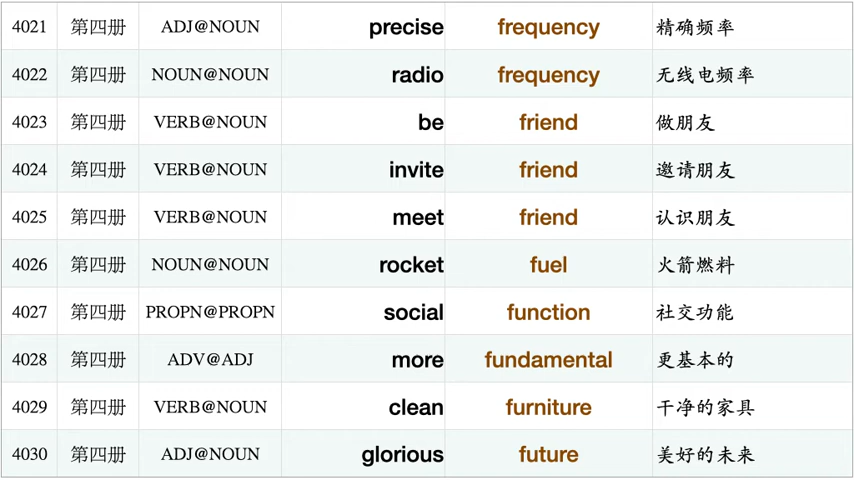 4021 第四册 ADJ@NOUN precise frequency 精确频率
4022 第四册 NOUN@NOUN radio frequency 无线电频率
4023 第四册 VERB@NOUN be friend 做朋友
4024 第四册 VERB@NOUN invite friend 邀请朋友
4025 第四册 VERB@NOUN meet friend 认识朋友
4026 第四册 NOUN@NOUN rocket fuel 火箭燃料
4027 第四册 PROPN@PROPN social function 社交功能
4028 第四册 ADV@ADJ more fundamental 更基本的
4029 第四册 VERB@NOUN clean furniture 干净的家具
4030 第四册 ADJ@NOUN glorious future 美好的未来